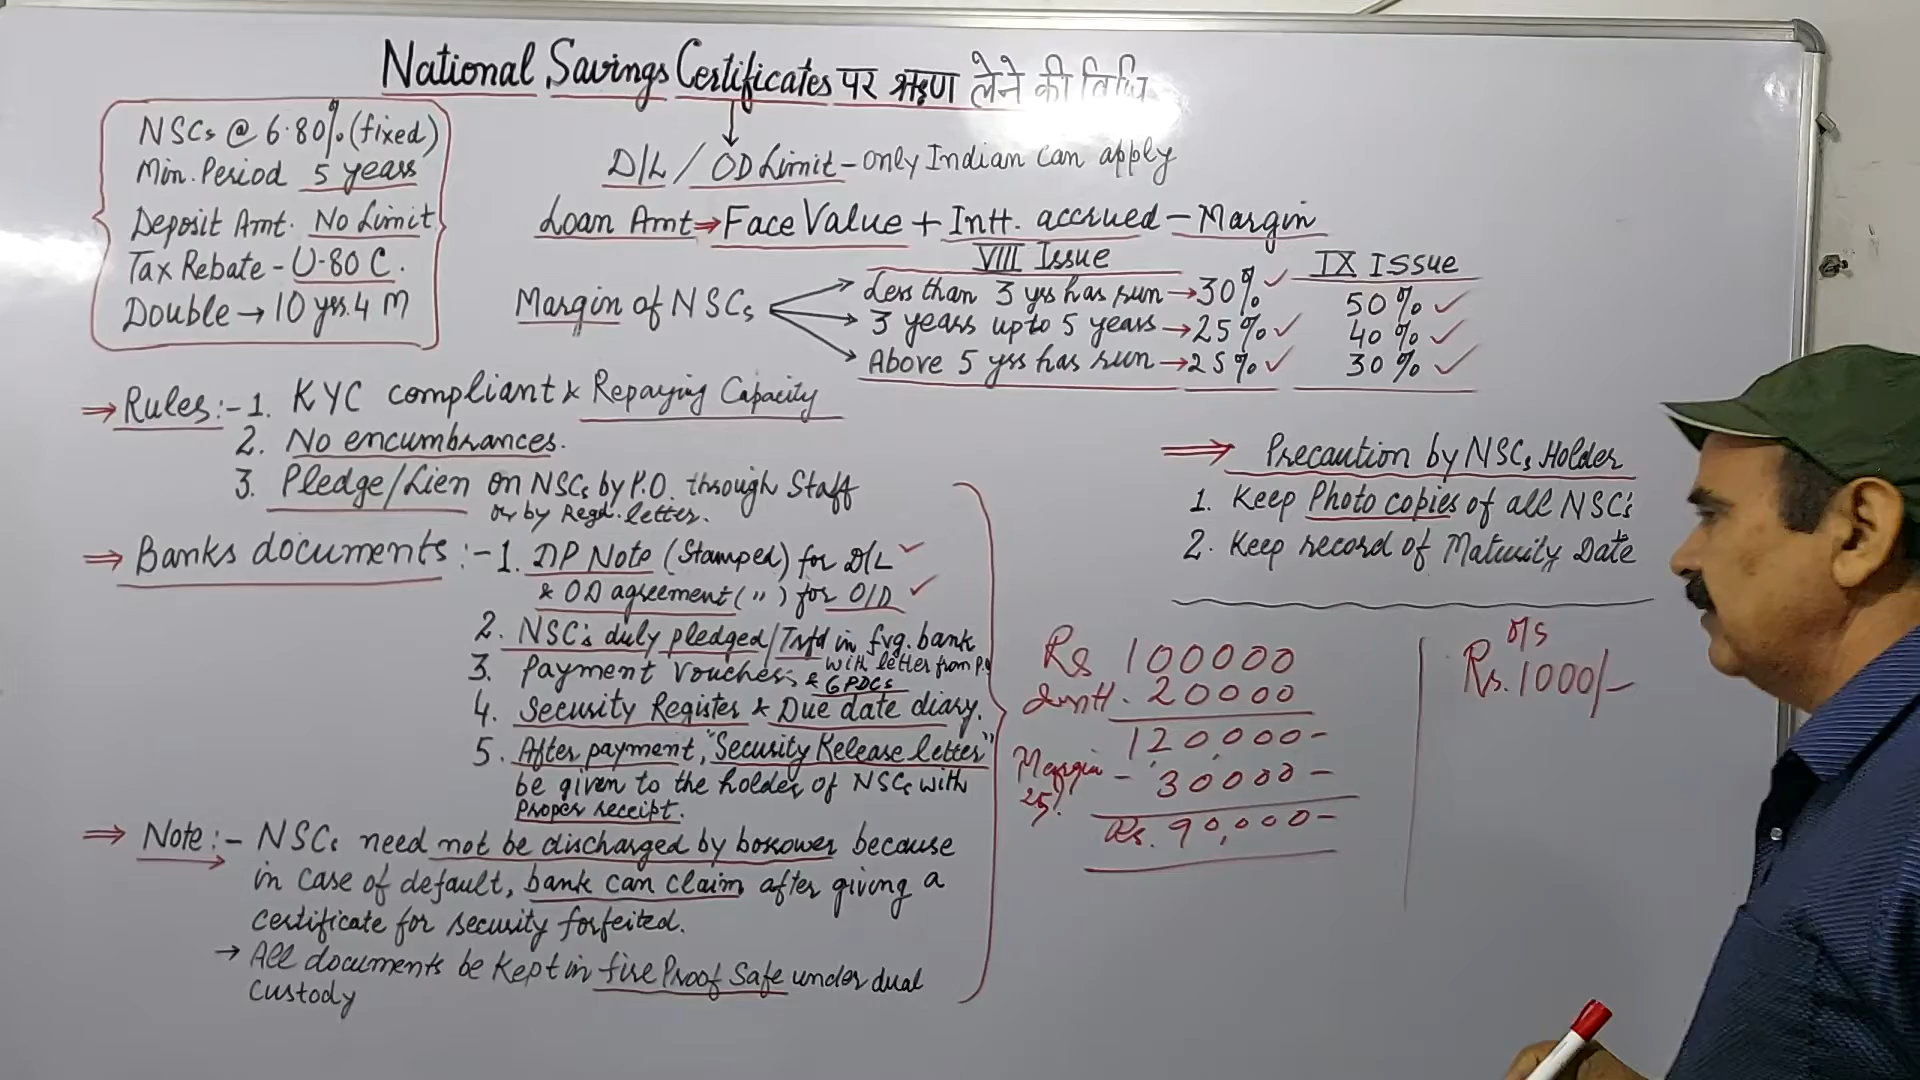 National Savings Certificates पर ऋण लेने की विधि
NSCs @ 6.80% (fixed)
Min. Period 5 years
Deposit Amt. No Limit
Tax Rebate - U-80 C.
Double → 10 yrs. 4 M
D/L / OD Limit - only Indian can apply
Loan Amt → Face Value + Intt. accrued - Margin
VIII Issue IX Issue
Margin of NSCs
Less than 3 yrs has run → 30% ✓ 50% ✓
3 years upto 5 years → 25% ✓ 40% ✓
Above 5 yrs has run → 25% ✓ 30% ✓
⇒ Rules:- 1. KYC compliant & Repaying Capacity
2. No encumbrances.
3. Pledge/Lien on NSCs by P.O. through Staff
or by Regd. letter.
⇒ Banks documents:- 1. DP Note (Stamped) for D/L ✓
& OD agreement ( " ) for O/D ✓
2. NSC's duly pledged/Trfd in fvg. bank
with letter from P.O
3. Payment Vouchers & 6 PDCs
4. Security Register & Due date diary.
5. After payment, "Security Release letter"
be given to the holder of NSCs with
Proper receipt.
⇒ Note:- NSCs need not be discharged by borrower because
in case of default, bank can claim after giving a
certificate for security forfeited.
→ All documents be kept in fire Proof Safe under dual
custody
⇒ Precaution by NSCs Holder
1. Keep Photo copies of all NSC's
2. Keep record of Maturity Date
Rs 100000
Intt. 20000
120000-
Margin - 30000-
25%
Rs. 90,000-
O/S
Rs. 1000/-